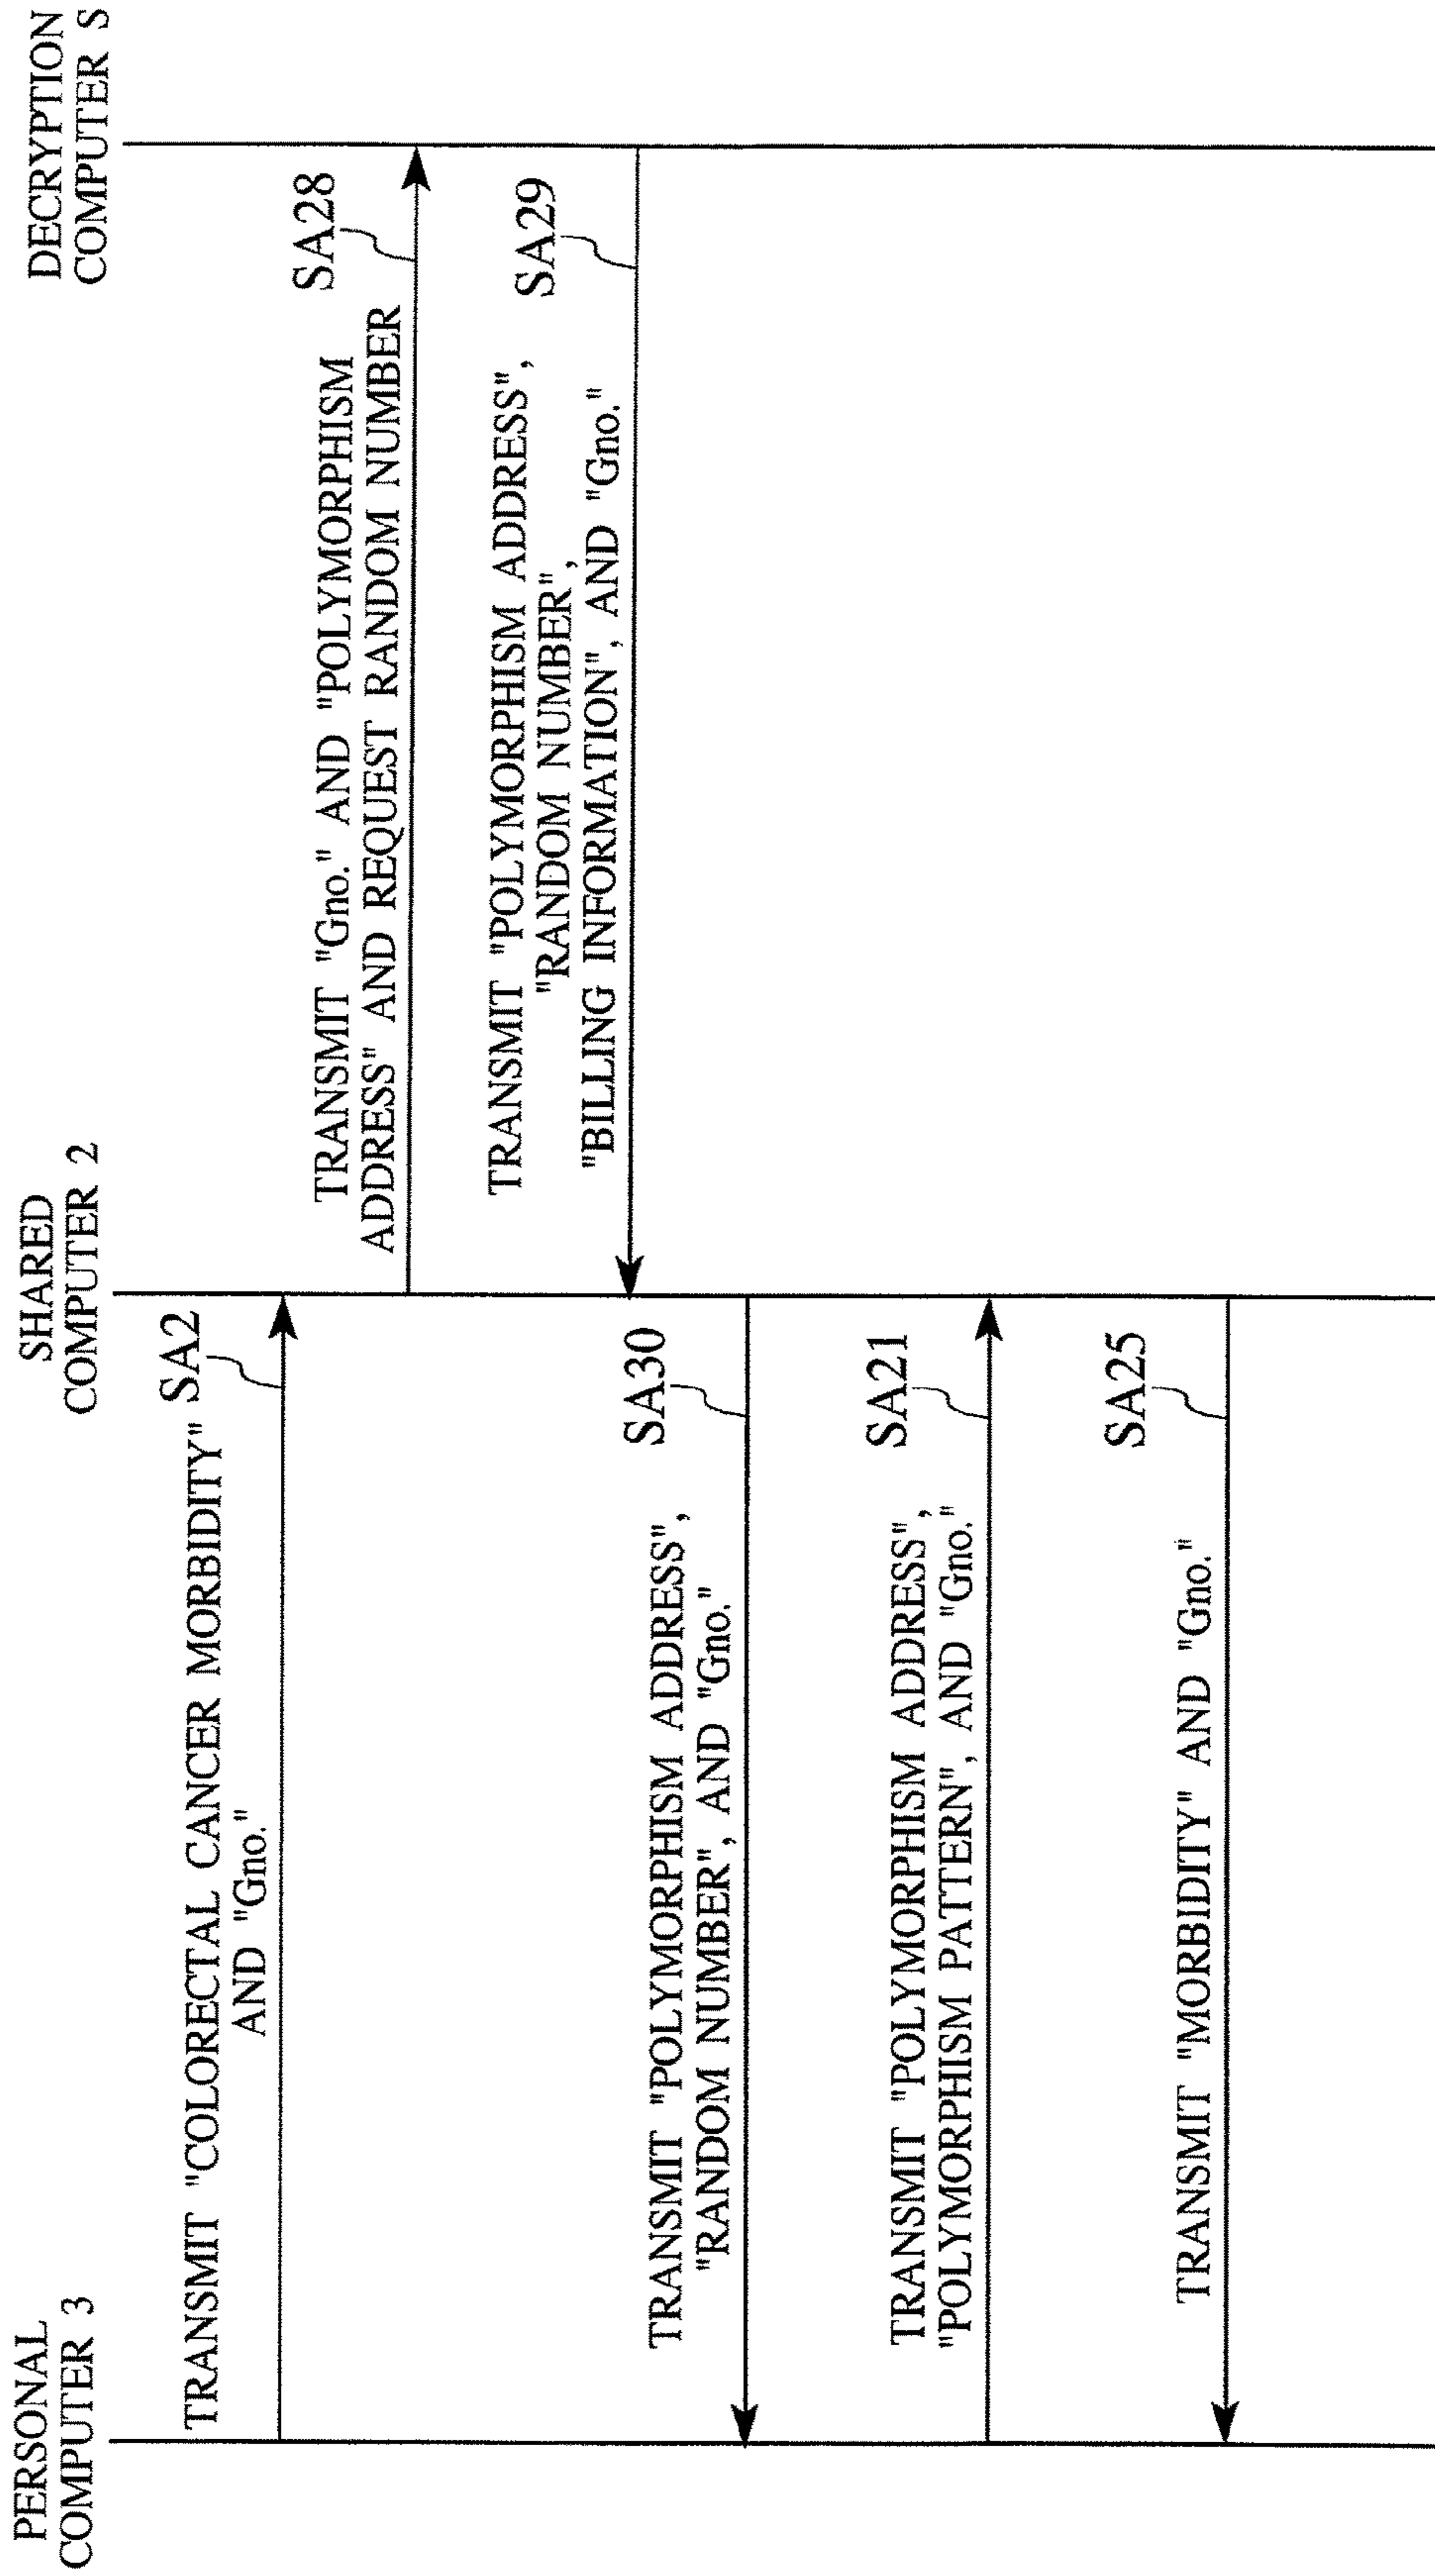 PERSONAL
COMPUTER 3
SHARED
COMPUTER 2
DECRYPTION
COMPUTER S
TRANSMIT "COLORECTAL CANCER MORBIDITY"
AND "Gno."
SA2
TRANSMIT "Gno." AND "POLYMORPHISM
ADDRESS" AND REQUEST RANDOM NUMBER
SA28
TRANSMIT "POLYMORPHISM ADDRESS",
"RANDOM NUMBER",
"BILLING INFORMATION", AND "Gno."
SA29
TRANSMIT "POLYMORPHISM ADDRESS",
"RANDOM NUMBER", AND "Gno."
SA30
TRANSMIT "POLYMORPHISM ADDRESS",
"POLYMORPHISM PATTERN", AND "Gno."
SA21
TRANSMIT "MORBIDITY" AND "Gno."
SA25